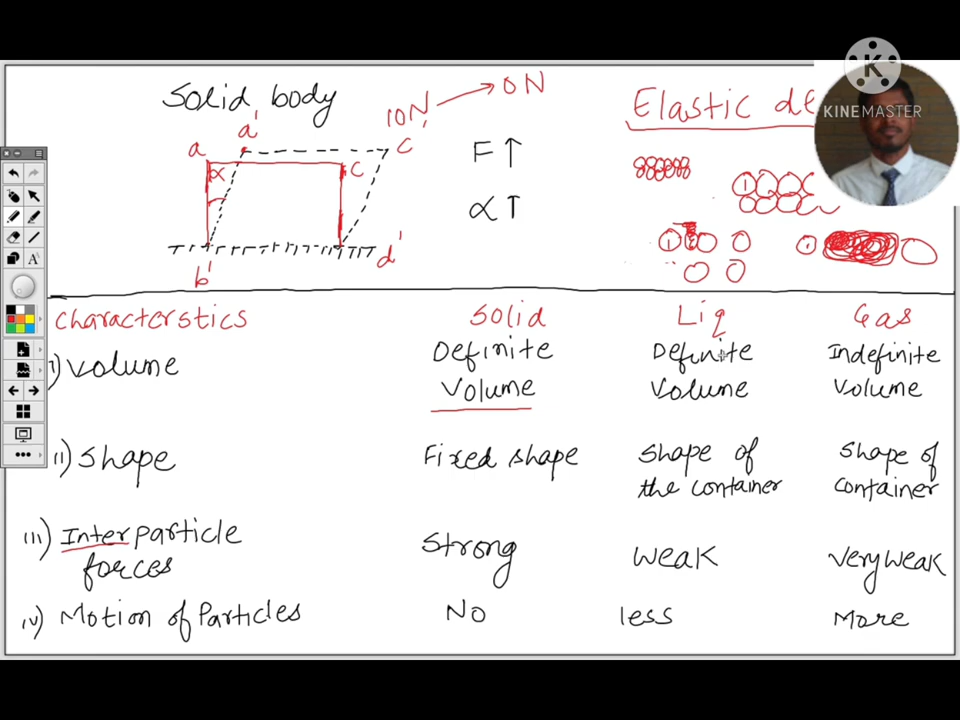 Solid body
10N → 0N
Elastic de
KINEMASTER
a a' c c'
α
F↑
α↑
b' d'
Characterstics Solid Liq Gas
i) Volume Definite Volume Definite Volume Indefinite Volume
ii) Shape Fixed shape Shape of the container Shape of container
iii) Interparticle forces Strong Weak Very weak
iv) Motion of Particles No less More